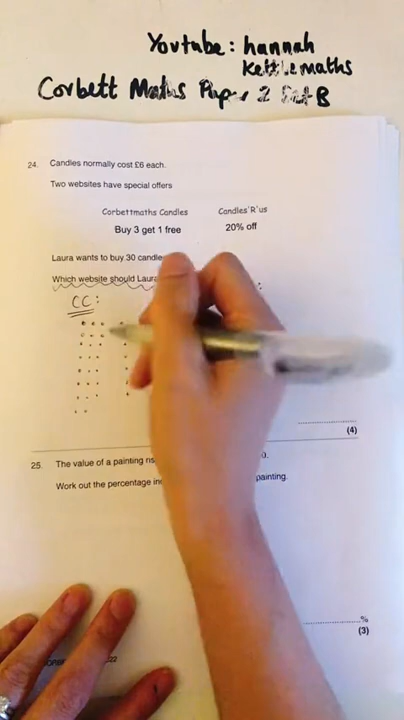 Youtube: hannah
kettlemaths
Corbett Maths Paper 2 Set B
24. Candles normally cost £6 each.
Two websites have special offers
Corbettmaths Candles Candles'R'us
Buy 3 get 1 free 20% off
Laura wants to buy 30
Which website should Laura
CC:
(4)
25. The value of a painting
Work out the percentage painting.
%
(3)